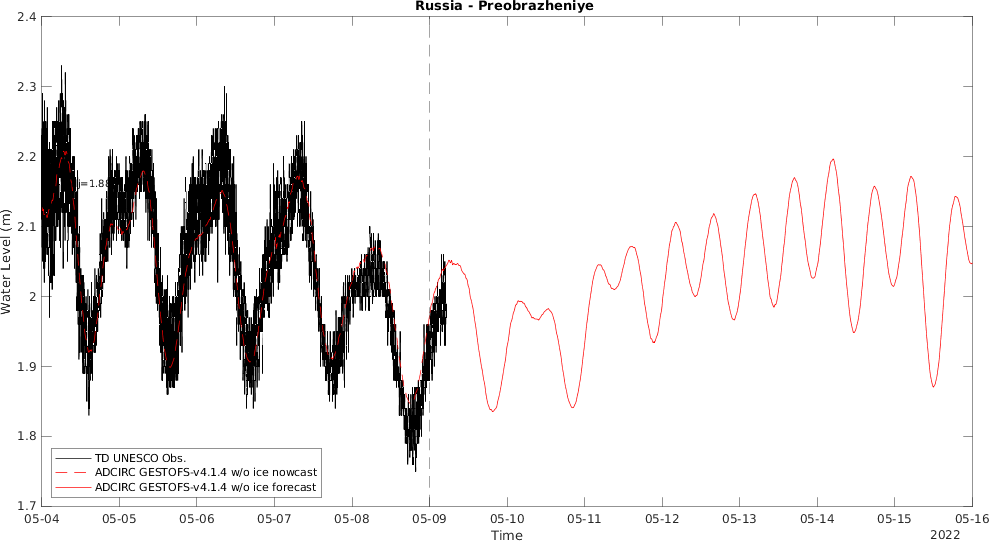 Russia - Preobrazheniye
2.4
2.3
2.2
2.1
2
1.9
1.8
1.7
Water Level (m)
TD UNESCO Obs.
ADCIRC GESTOFS-v4.1.4 w/o ice nowcast
ADCIRC GESTOFS-v4.1.4 w/o ice forecast
05-04 05-05 05-06 05-07 05-08 05-09 05-10 05-11 05-12 05-13 05-14 05-15 05-16
Time
2022